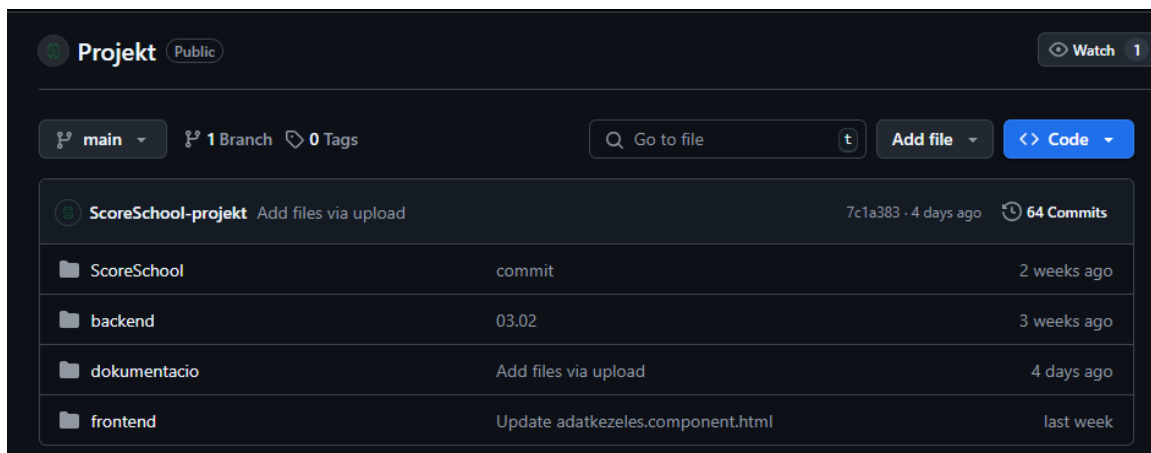 Projekt Public Watch 1
main 1 Branch 0 Tags Go to file t Add file <> Code
ScoreSchool-projekt Add files via upload 7c1a383 · 4 days ago 64 Commits
ScoreSchool commit 2 weeks ago
backend 03.02 3 weeks ago
dokumentacio Add files via upload 4 days ago
frontend Update adatkezeles.component.html last week